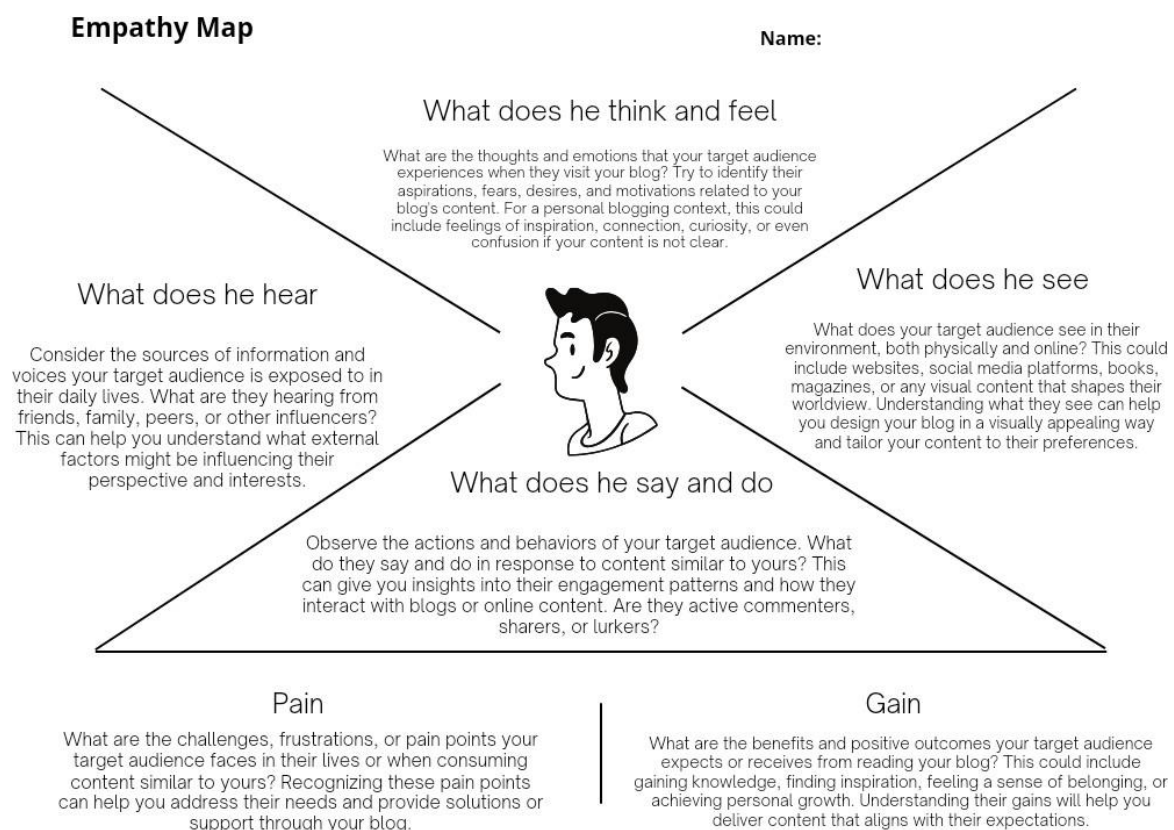 Empathy Map
Name:
What does he think and feel
What are the thoughts and emotions that your target audience
experiences when they visit your blog? Try to identify their
aspirations, fears, desires, and motivations related to your
blog's content. For a personal blogging context, this could
include feelings of inspiration, connection, curiosity, or even
confusion if your content is not clear.
What does he hear
Consider the sources of information and
voices your target audience is exposed to in
their daily lives. What are they hearing from
friends, family, peers, or other influencers?
This can help you understand what external
factors might be influencing their
perspective and interests.
What does he see
What does your target audience see in their
environment, both physically and online? This could
include websites, social media platforms, books,
magazines, or any visual content that shapes their
worldview. Understanding what they see can help
you design your blog in a visually appealing way
and tailor your content to their preferences.
What does he say and do
Observe the actions and behaviors of your target audience. What
do they say and do in response to content similar to yours? This
can give you insights into their engagement patterns and how they
interact with blogs or online content. Are they active commenters,
sharers, or lurkers?
Pain
What are the challenges, frustrations, or pain points your
target audience faces in their lives or when consuming
content similar to yours? Recognizing these pain points
can help you address their needs and provide solutions or
support through your blog.
Gain
What are the benefits and positive outcomes your target audience
expects or receives from reading your blog? This could include
gaining knowledge, finding inspiration, feeling a sense of belonging, or
achieving personal growth. Understanding their gains will help you
deliver content that aligns with their expectations.